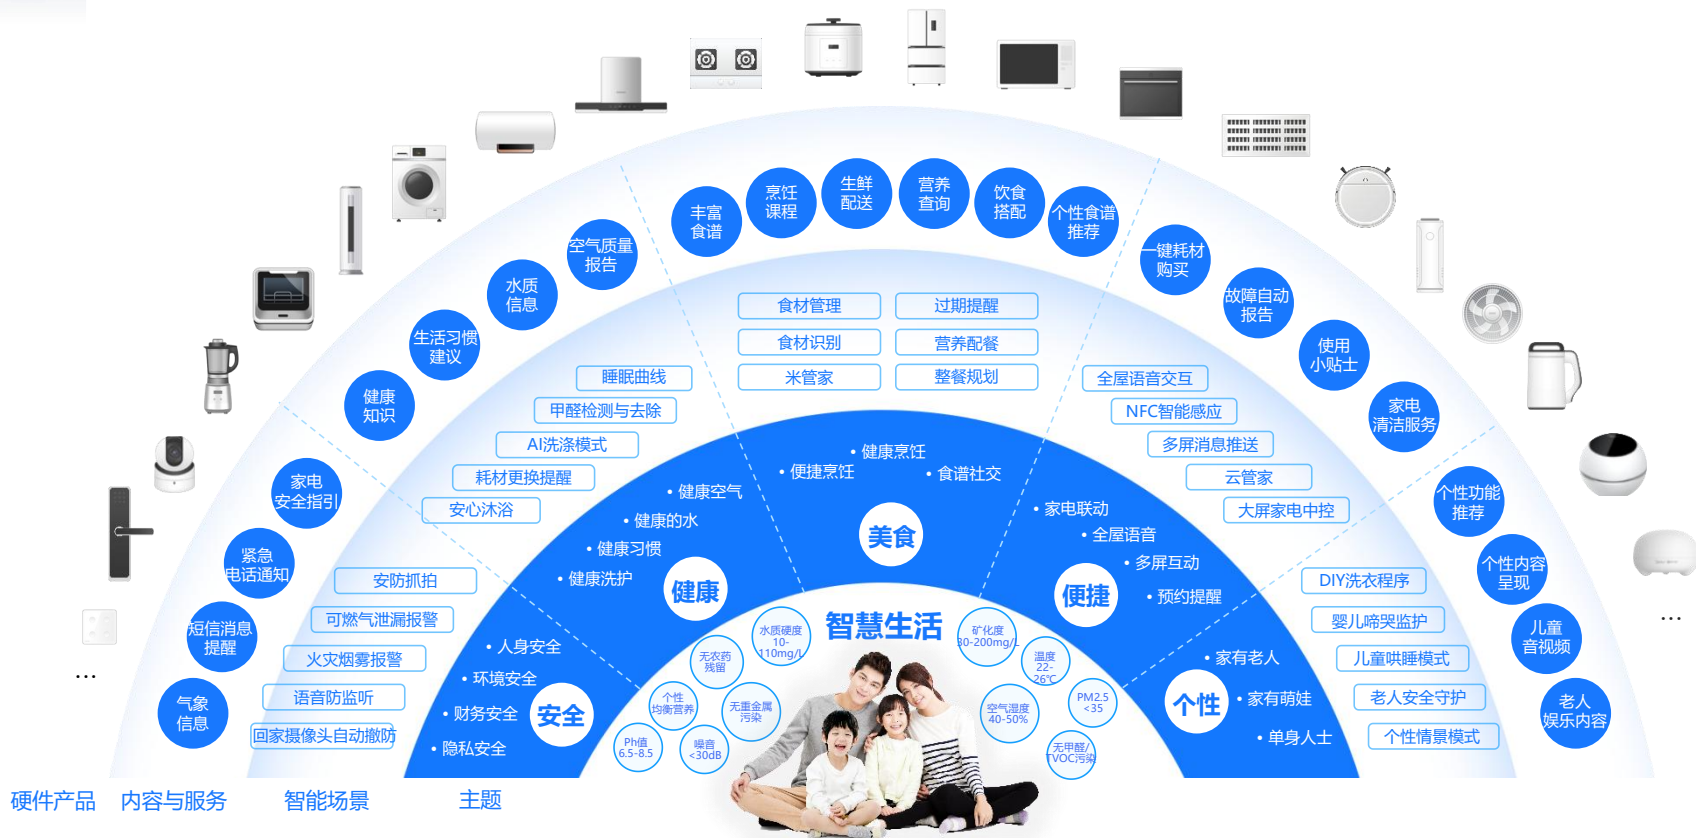 丰富
食谱
烹饪
课程
生鲜
配送
营养
查询
饮食
搭配
个性食谱
推荐
空气质量
报告
水质
信息
生活习惯
建议
健康
知识
家电
安全指引
紧急
电话通知
短信消息
提醒
气象
信息
一键耗材
购买
故障自动
报告
使用
小贴士
家电
清洁服务
个性功能
推荐
个性内容
呈现
儿童
音视频
老人
娱乐内容
食材管理
过期提醒
食材识别
营养配餐
米管家
整餐规划
睡眠曲线
甲醛检测与去除
AI洗涤模式
耗材更换提醒
安心沐浴
全屋语音交互
NFC智能感应
多屏消息推送
云管家
大屏家电中控
安防抓拍
可燃气泄漏报警
火灾烟雾报警
语音防监听
回家摄像头自动撤防
DIY洗衣程序
婴儿啼哭监护
儿童哄睡模式
老人安全守护
个性情景模式
• 健康烹饪
• 便捷烹饪
• 食谱社交
美食
• 健康空气
• 健康的水
• 健康习惯
• 健康洗护
健康
• 家电联动
• 全屋语音
• 多屏互动
• 预约提醒
便捷
• 人身安全
• 环境安全
• 财务安全
• 隐私安全
安全
• 家有老人
• 家有萌娃
• 单身人士
个性
智慧生活
水质硬度
10-
110mg/L
无农药
残留
个性
均衡营养
无重金属
污染
Ph值
6.5-8.5
噪音
<30dB
矿化度
30-200mg/L
温度
22-
26℃
空气湿度
40-50%
PM2.5
<35
无甲醛/
TVOC污染
...
...
硬件产品
内容与服务
智能场景
主题